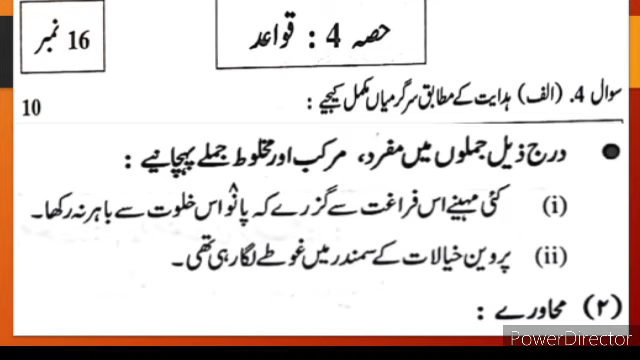 حصہ 4 : قواعد
16 نمبر
سوال 4. (الف) ہدایت کے مطابق سرگرمیاں مکمل کیجیے :
10
● درج ذیل جملوں میں مفرد، مرکب اور مخلوط جملے پہچانیے :
(i) کئی مہینے اس فراغت سے گزرے کہ پانْو اس خلوت سے باہر نہ رکھا۔
(ii) پروین خیالات کے سمندر میں غوطے لگا رہی تھی۔
(۲) محاورے :
PowerDirector